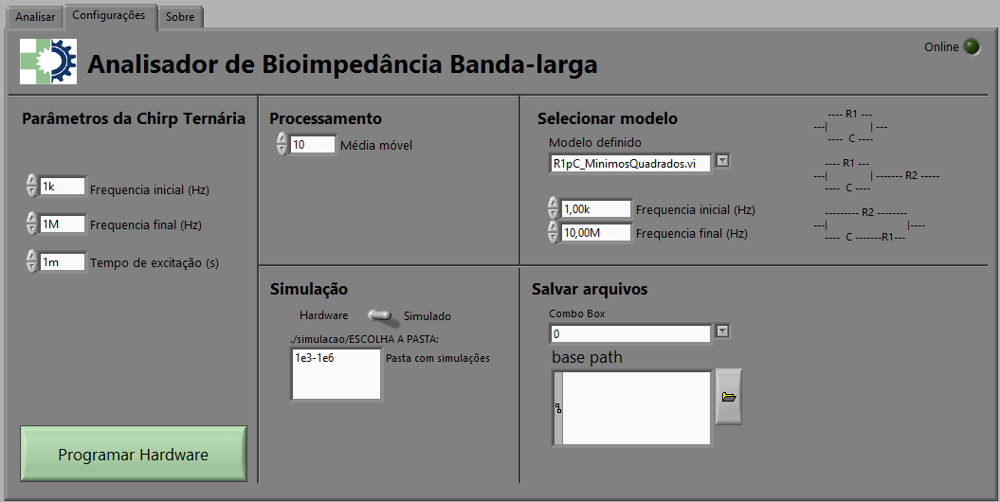 Analisar
Configurações
Sobre
Analisador de Bioimpedância Banda-larga
Online
Parâmetros da Chirp Ternária
1k
Frequencia inicial (Hz)
1M
Frequencia final (Hz)
1m
Tempo de excitação (s)
Programar Hardware
Processamento
10
Média móvel
Selecionar modelo
Modelo definido
R1pC_MinimosQuadrados.vi
1,00k
Frequencia inicial (Hz)
10,00M
Frequencia final (Hz)
---- R1 ---
---| | ---
---- C ----
---- R1 ---
---| | ------- R2 -----
---- C ----
--------- R2 --------
---| |----
---- C -------R1---
Simulação
Hardware
Simulado
./simulacao/ESCOLHA A PASTA:
1e3-1e6
Pasta com simulações
Salvar arquivos
Combo Box
0
base path